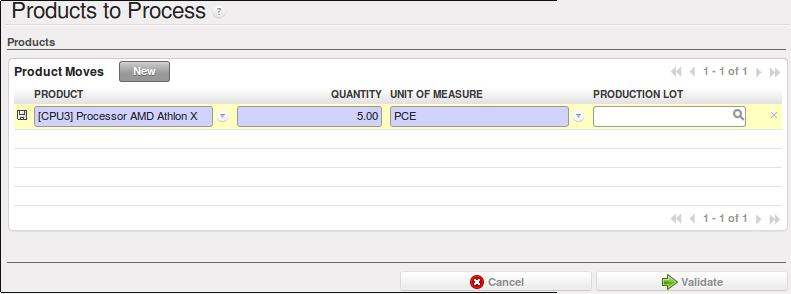 Products to Process ?
Products
Product Moves New 1 - 1 of 1
PRODUCT QUANTITY UNIT OF MEASURE PRODUCTION LOT
[CPU3] Processor AMD Athlon X 5.00 PCE
1 - 1 of 1
Cancel Validate